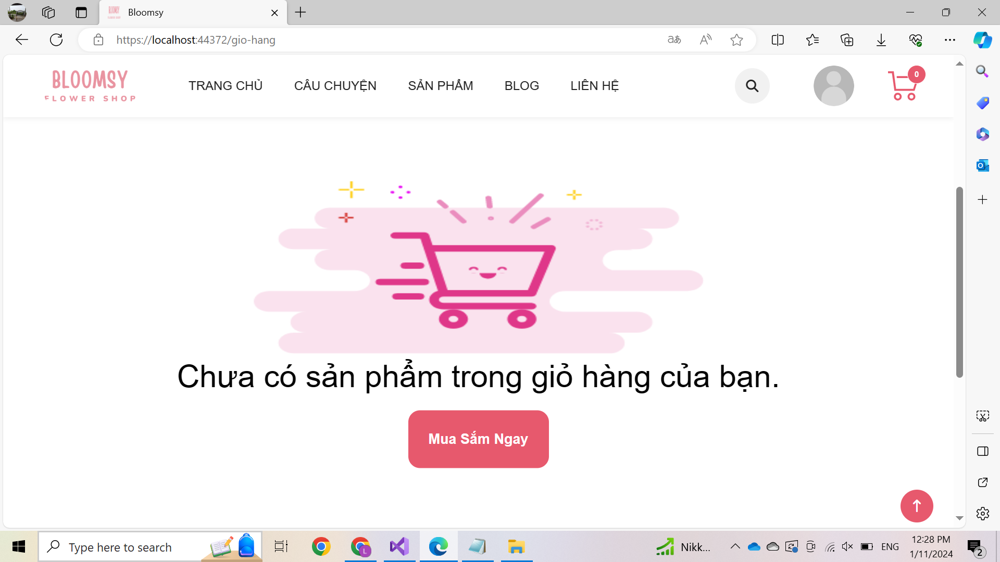 Bloomsy
https://localhost:44372/gio-hang
BLOOMSY
FLOWER SHOP
TRANG CHỦ
CÂU CHUYỆN
SẢN PHẨM
BLOG
LIÊN HỆ
0
Chưa có sản phẩm trong giỏ hàng của bạn.
Mua Sắm Ngay
Type here to search
L
Nikk...
ENG
12:28 PM
1/11/2024
2